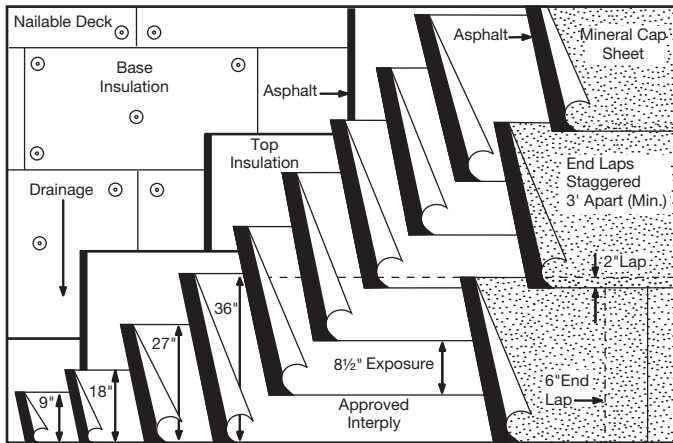 Nailable Deck
Base
Insulation
Asphalt
Asphalt
Mineral Cap
Sheet
Top
Insulation
End Laps
Staggered
3' Apart (Min.)
Drainage
2"Lap
36"
27"
18"
9"
8½" Exposure
6"End
Lap
Approved
Interply